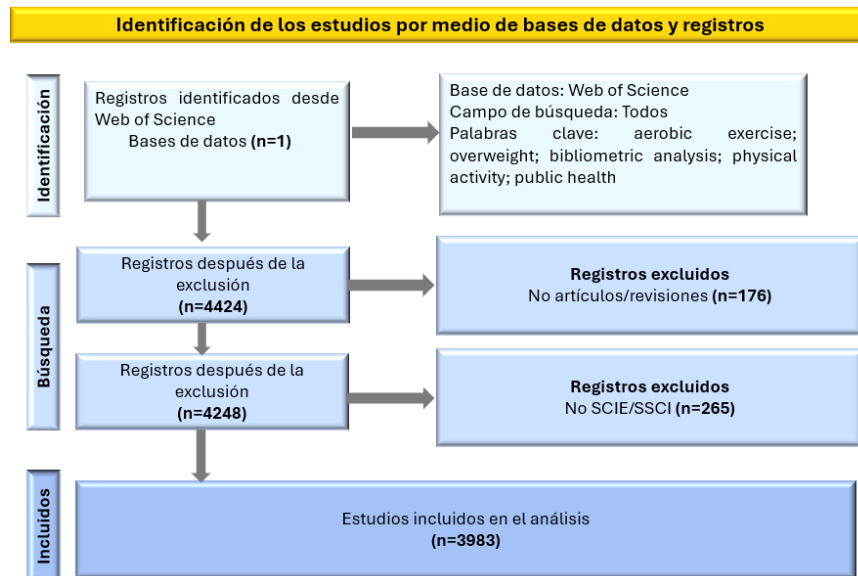 Identificación de los estudios por medio de bases de datos y registros
Identificación
Registros identificados desde
Web of Science
Bases de datos (n=1)
Base de datos: Web of Science
Campo de búsqueda: Todos
Palabras clave: aerobic exercise;
overweight; bibliometric analysis; physical
activity; public health
Búsqueda
Registros después de la
exclusión
(n=4424)
Registros excluidos
No artículos/revisiones (n=176)
Registros después de la
exclusión
(n=4248)
Registros excluidos
No SCIE/SSCI (n=265)
Incluidos
Estudios incluidos en el análisis
(n=3983)